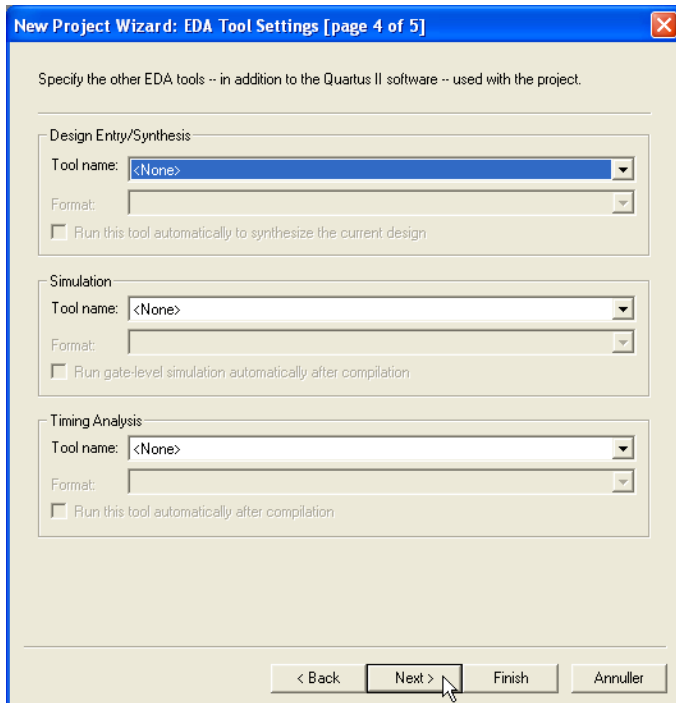 New Project Wizard: EDA Tool Settings [page 4 of 5]
Specify the other EDA tools -- in addition to the Quartus II software -- used with the project.
Design Entry/Synthesis
Tool name: <None>
Format:
Run this tool automatically to synthesize the current design
Simulation
Tool name: <None>
Format:
Run gate-level simulation automatically after compilation
Timing Analysis
Tool name: <None>
Format:
Run this tool automatically after compilation
< Back Next > Finish Annuller